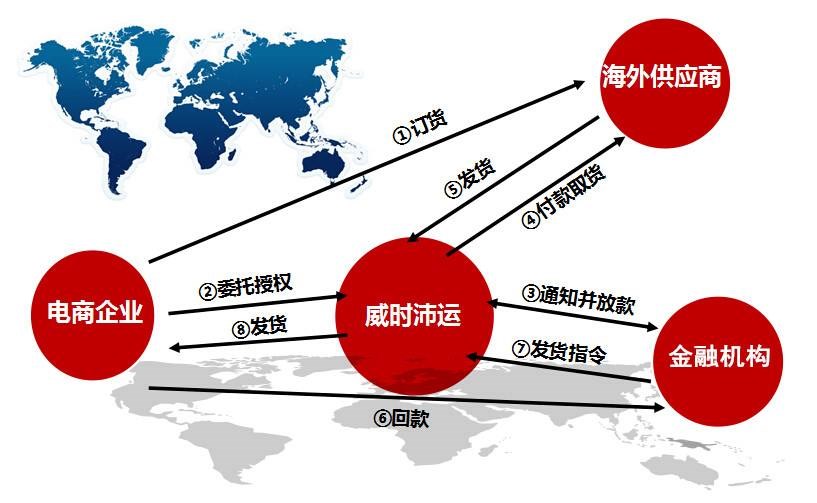 海外供应商
①订货
⑤发货
④付款取货
②委托授权
③通知并放款
电商企业
威时沛运
⑧发货
⑦发货指令
金融机构
⑥回款